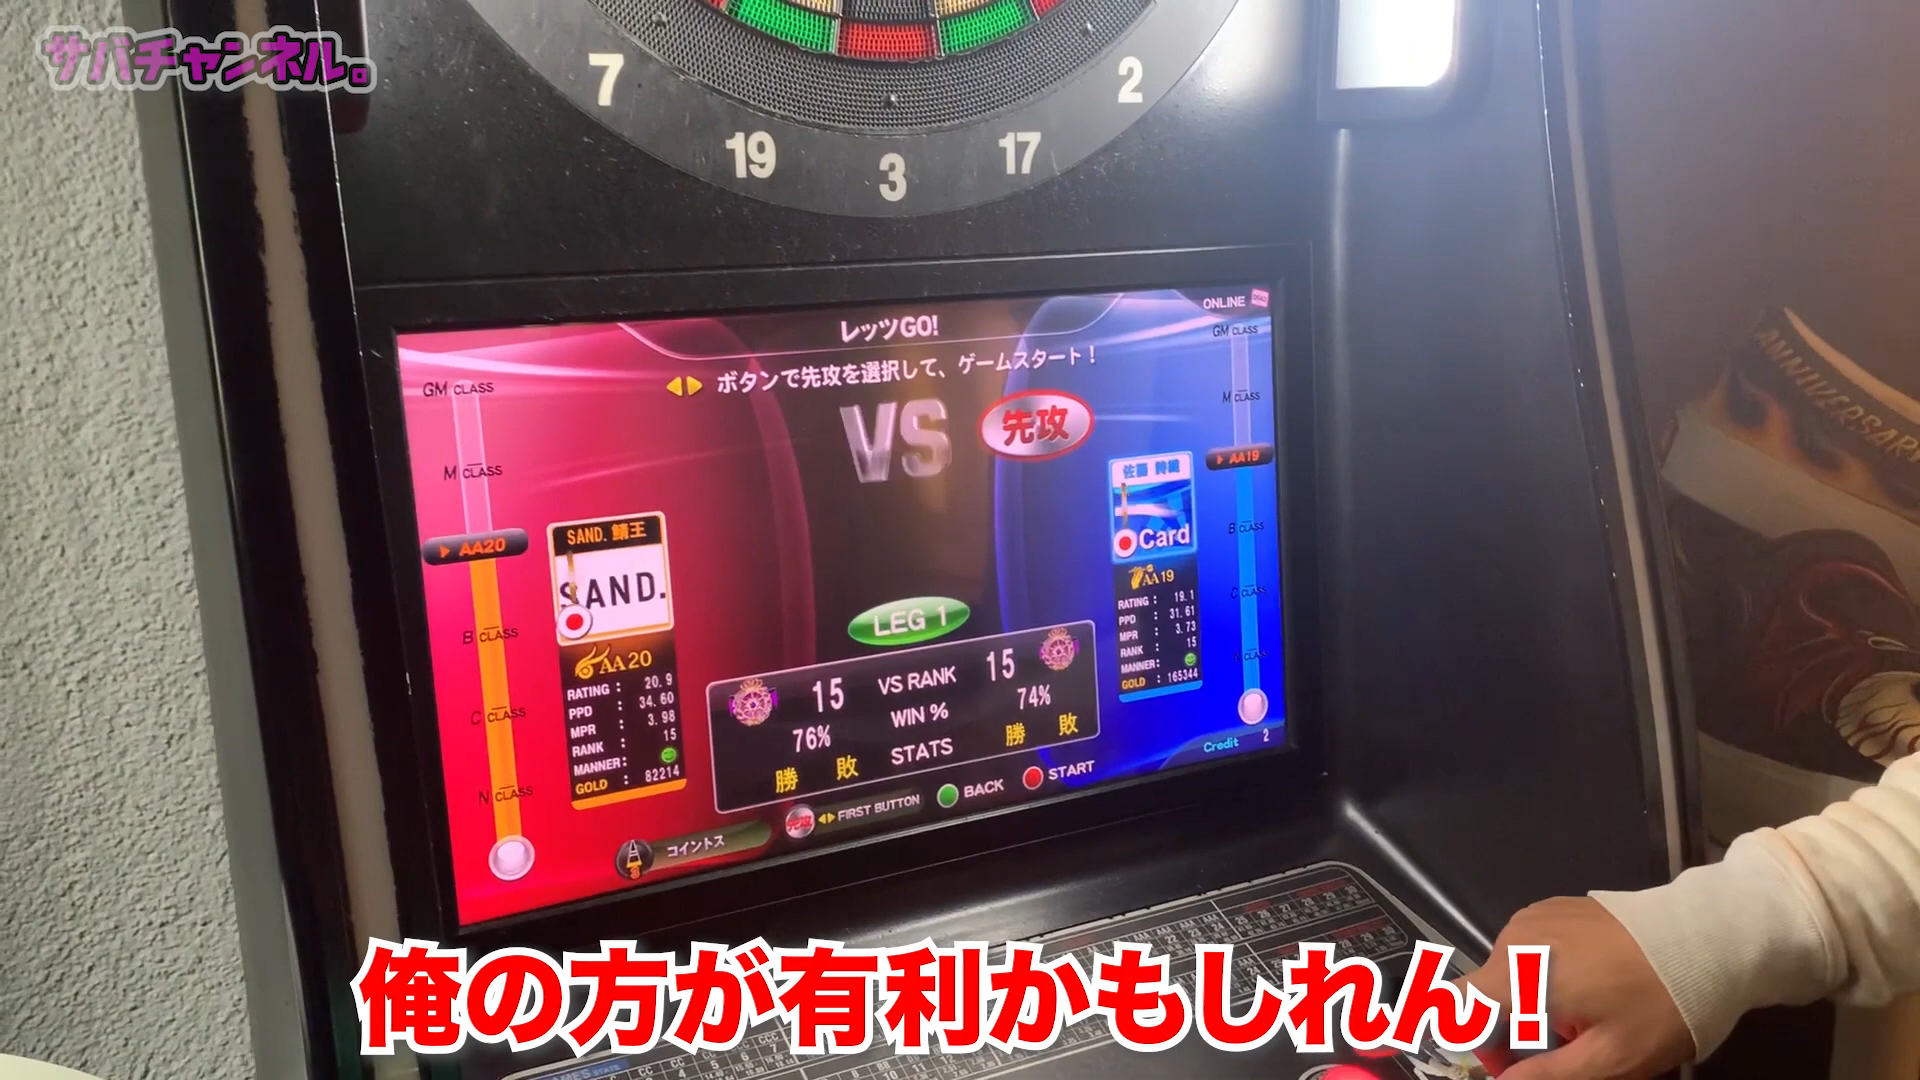 サバチャンネル。
7
19
3
17
2
ONLINE
レッツGO!
ボタンで先攻を選択して、ゲームスタート！
VS
先攻
GM CLASS
M CLASS
AA20
B CLASS
C CLASS
N CLASS
SAND. 鯖王
SAND.
AA20
RATING : 20.9
PPD : 34.60
MPR : 3.98
RANK : 15
MANNER:
GOLD : 82214
LEG 1
15 VS RANK 15
76% WIN % 74%
勝 敗 STATS 勝 敗
コイントス
3
先攻 FIRST BUTTON
BACK
START
GM CLASS
M CLASS
AA19
B CLASS
C CLASS
N CLASS
Card
AA19
RATING : 19.1
PPD : 31.61
MPR : 3.73
RANK : 15
MANNER:
GOLD : 165344
Credit 2
ANNIVERSARY
俺の方が有利かもしれん！